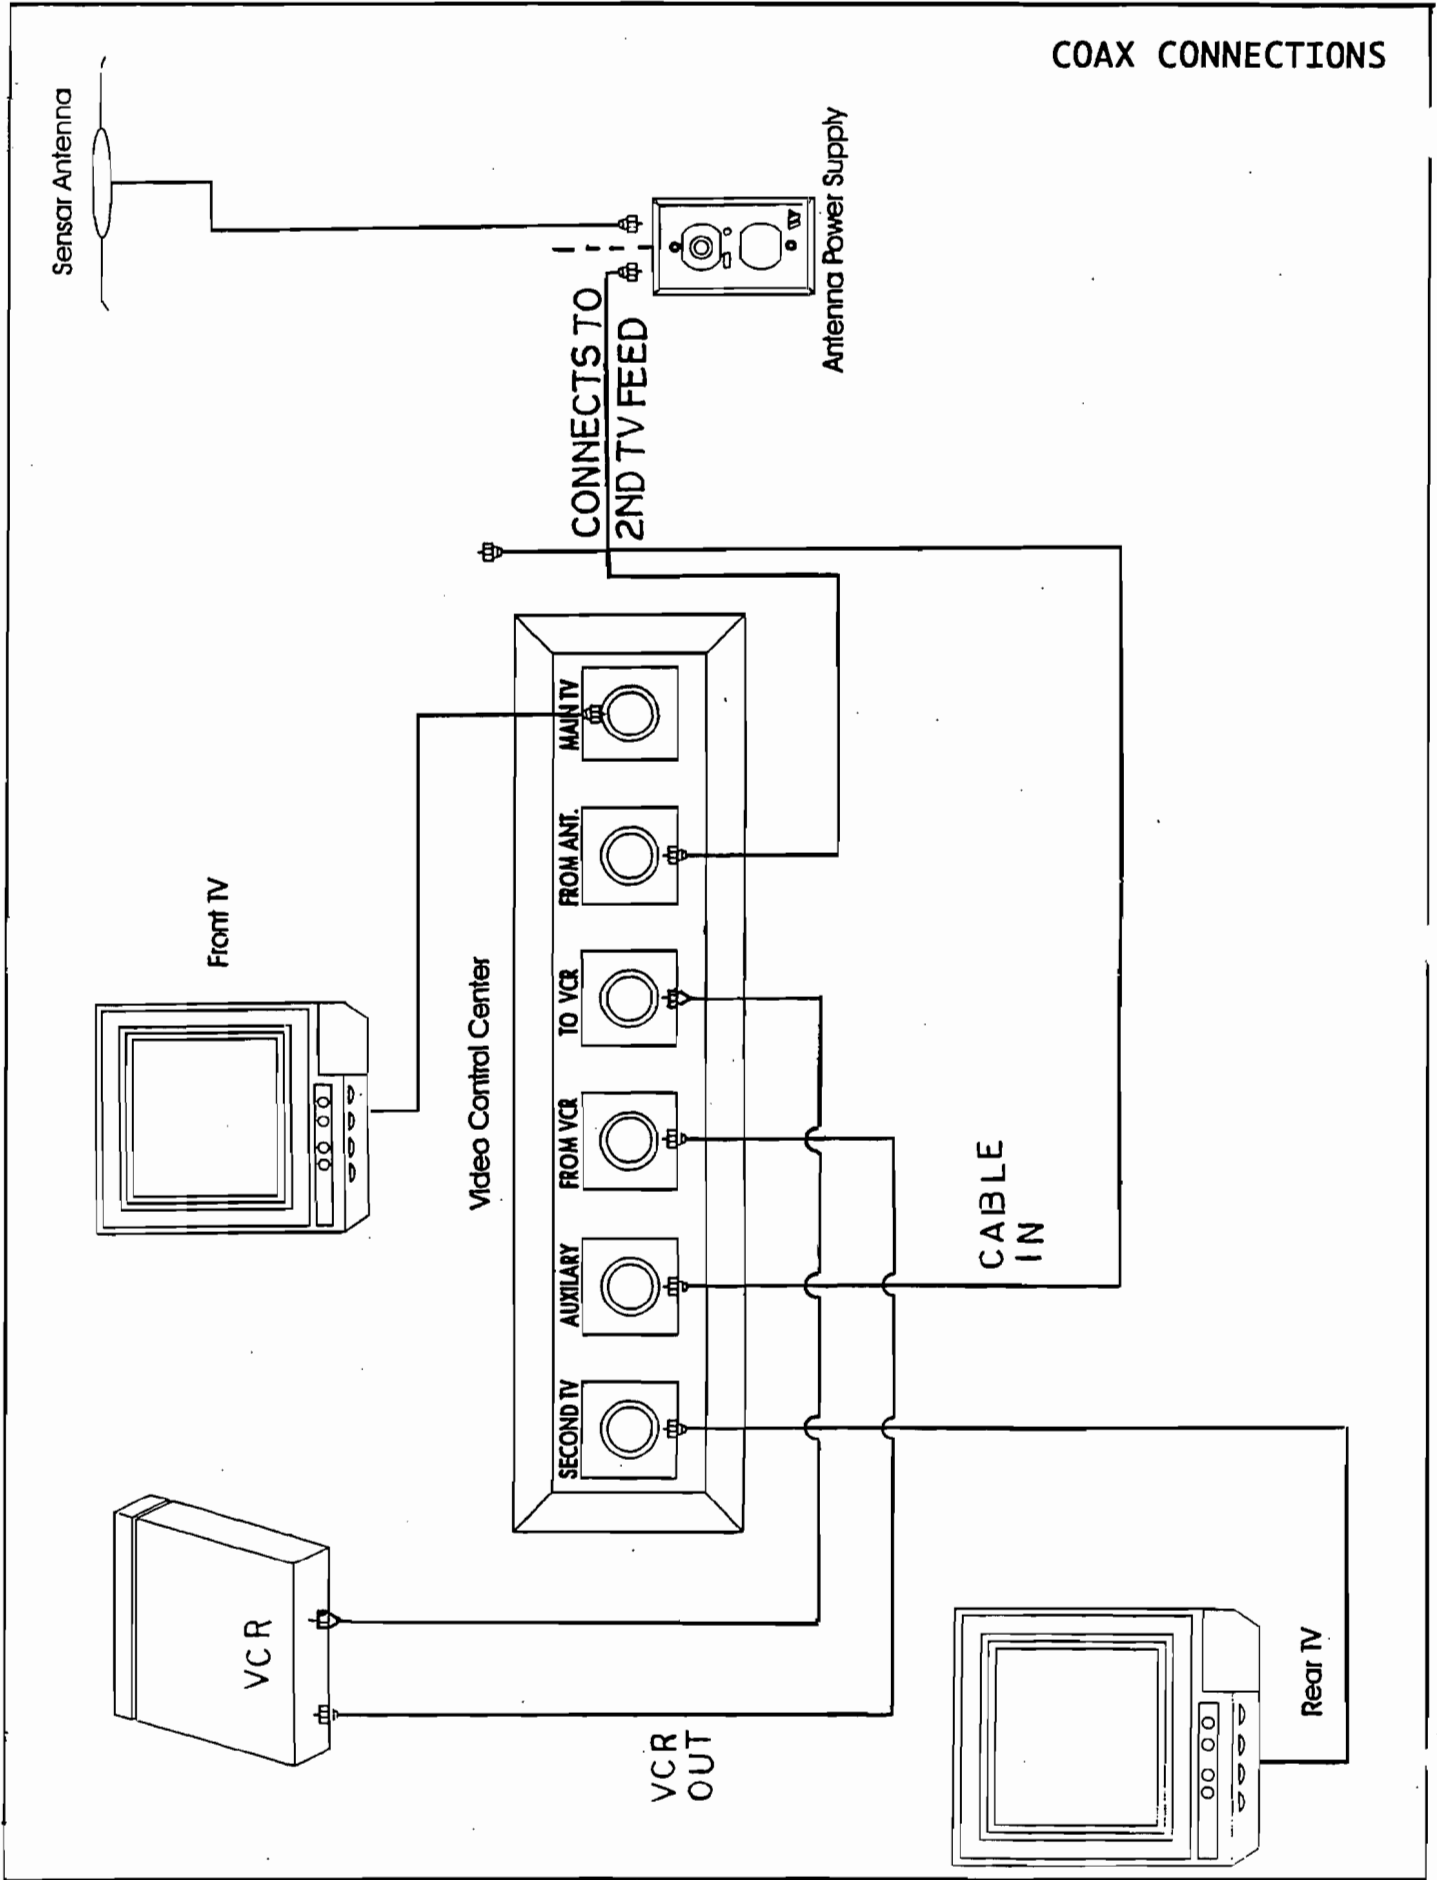 COAX CONNECTIONS
Sensar Antenna
Antenna Power Supply
CONNECTS TO
2ND TV FEED
Front TV
Video Control Center
MAIN TV
FROM ANT.
TO VCR
FROM VCR
AUXILARY
SECOND TV
CABLE
IN
VCR
VCR
OUT
Rear TV